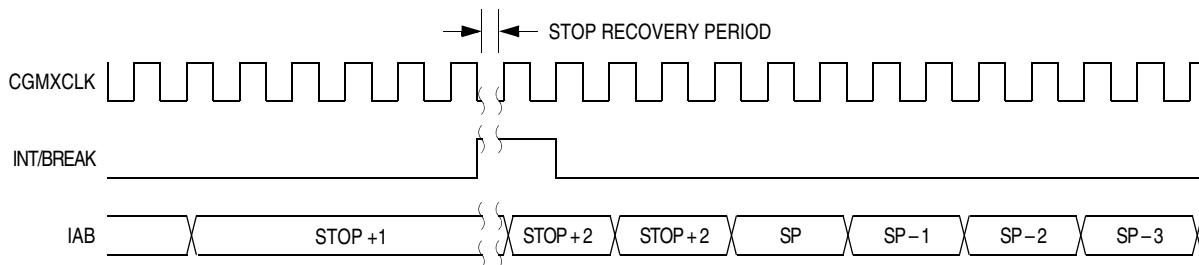 STOP RECOVERY PERIOD
CGMXCLK
INT/BREAK
IAB STOP +1 STOP + 2 STOP + 2 SP SP – 1 SP – 2 SP – 3